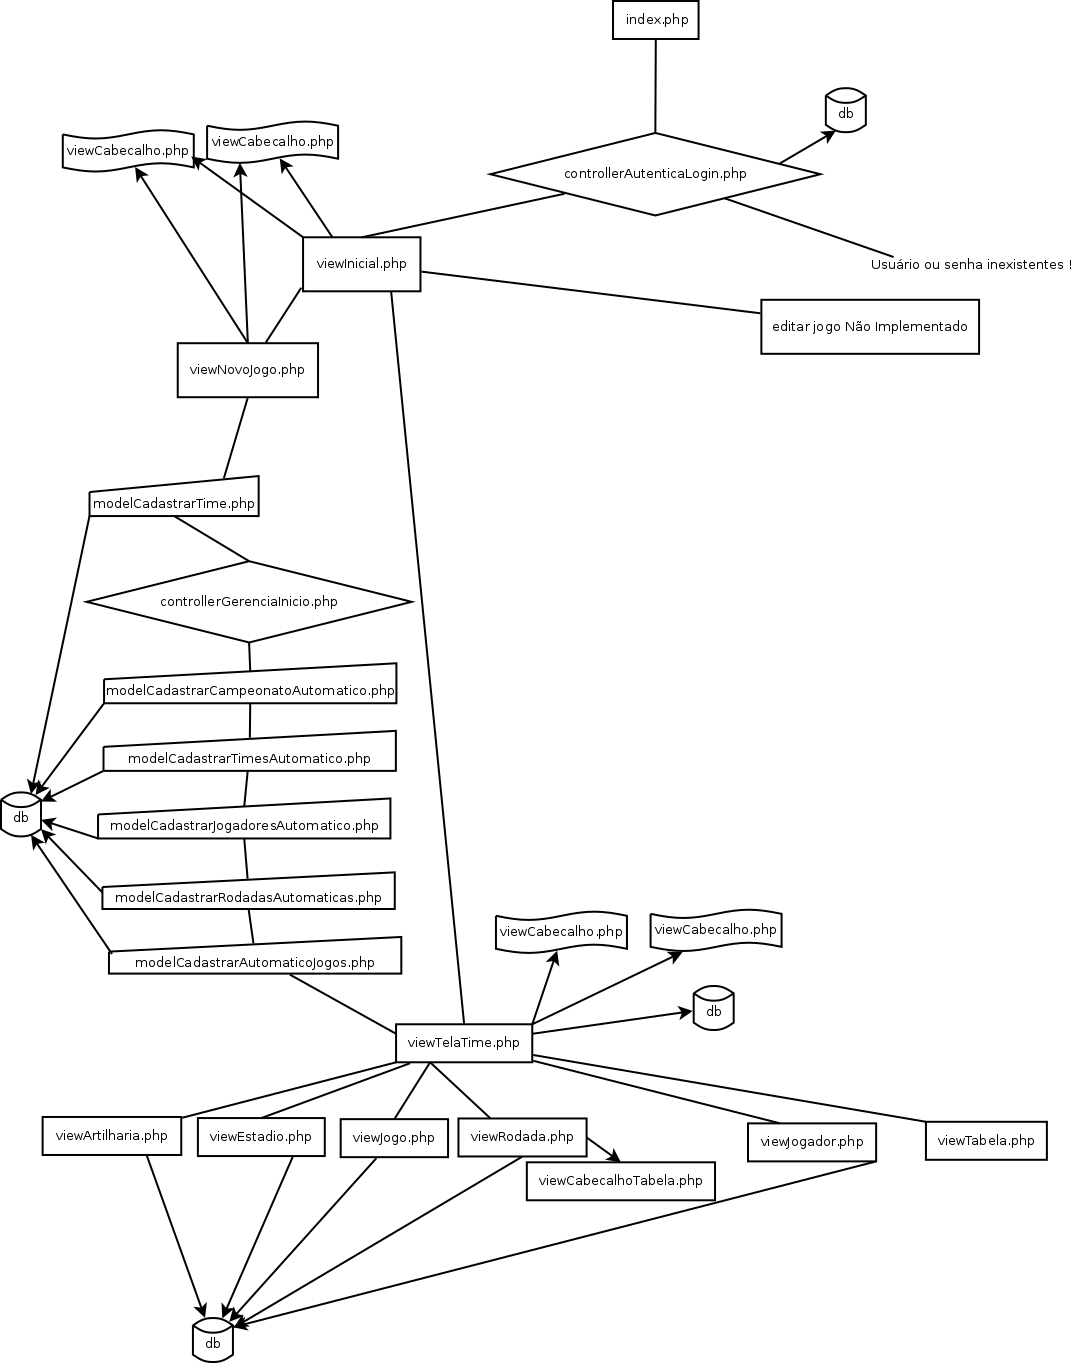 index.php
db
viewCabecalho.php
viewCabecalho.php
controllerAutenticaLogin.php
viewInicial.php
Usuário ou senha inexistentes !
editar jogo Não Implementado
viewNovoJogo.php
modelCadastrarTime.php
controllerGerenciaInicio.php
modelCadastrarCampeonatoAutomatico.php
modelCadastrarTimesAutomatico.php
db
modelCadastrarJogadoresAutomatico.php
modelCadastrarRodadasAutomaticas.php
viewCabecalho.php
viewCabecalho.php
modelCadastrarAutomaticoJogos.php
db
viewTelaTime.php
viewArtilharia.php
viewEstadio.php
viewJogo.php
viewRodada.php
viewJogador.php
viewTabela.php
viewCabecalhoTabela.php
db